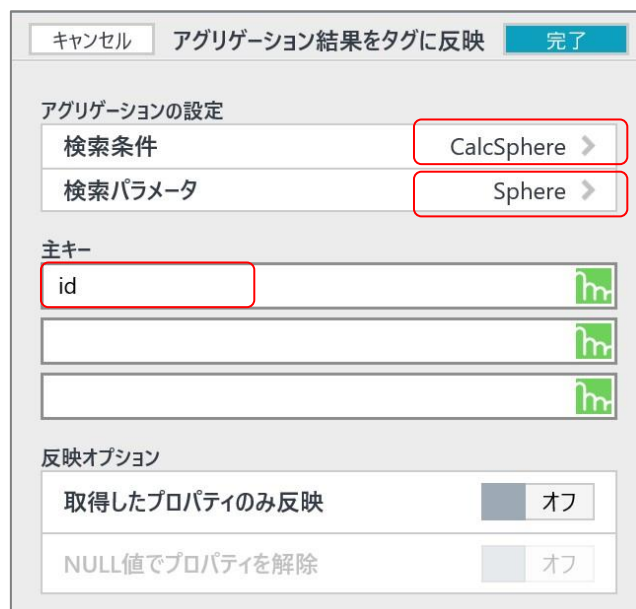 キャンセル アグリゲーション結果をタグに反映 完了
アグリゲーションの設定
検索条件 CalcSphere
検索パラメータ Sphere
主キー
id
反映オプション
取得したプロパティのみ反映 オフ
NULL値でプロパティを解除 オフ